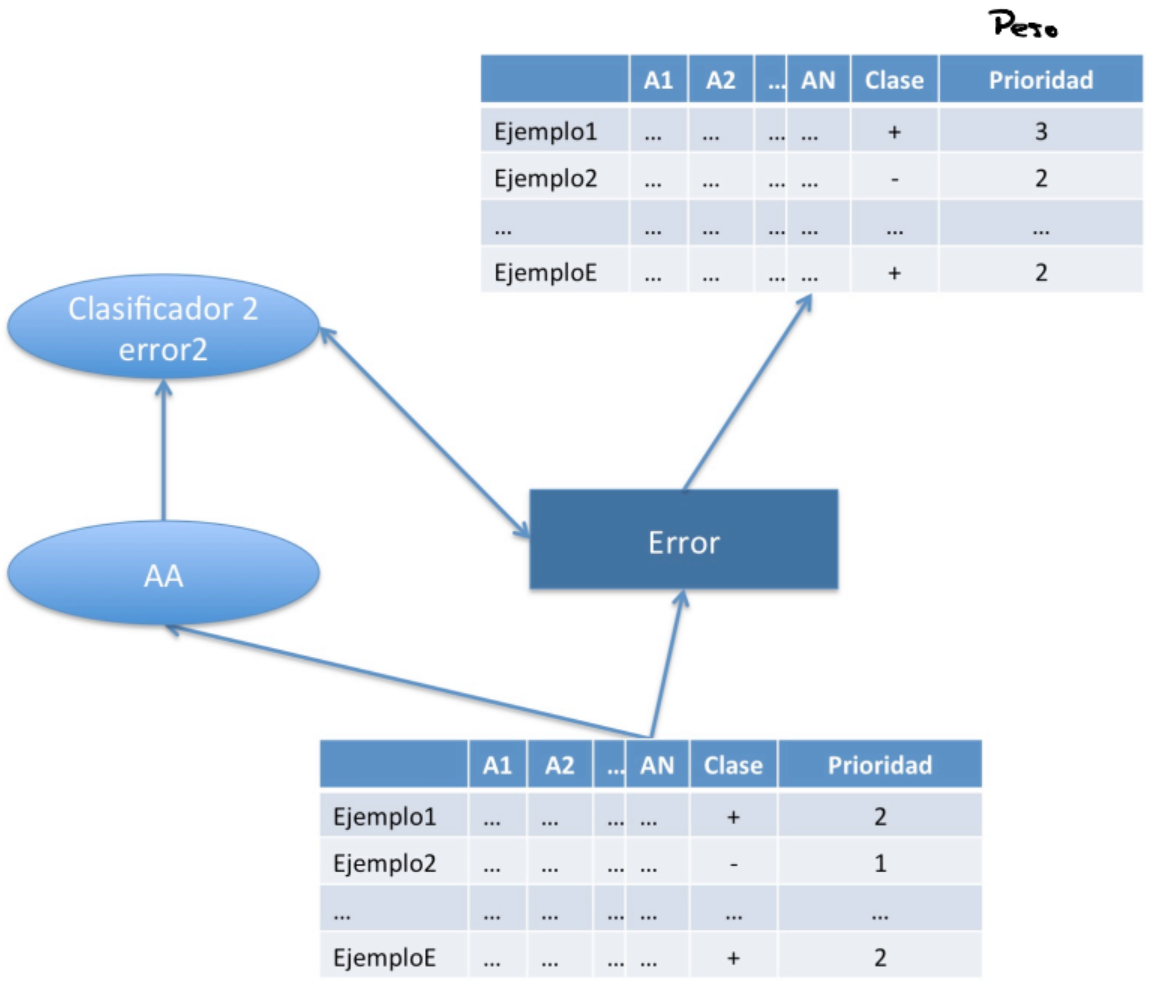 Peso
A1 A2 ... AN Clase Prioridad
Ejemplo1 ... ... ... ... + 3
Ejemplo2 ... ... ... ... - 2
... ... ... ... ... ... ...
EjemploE ... ... ... ... + 2
Clasificador 2
error2
Error
AA
A1 A2 ... AN Clase Prioridad
Ejemplo1 ... ... ... ... + 2
Ejemplo2 ... ... ... ... - 1
... ... ... ... ... ... ...
EjemploE ... ... ... ... + 2